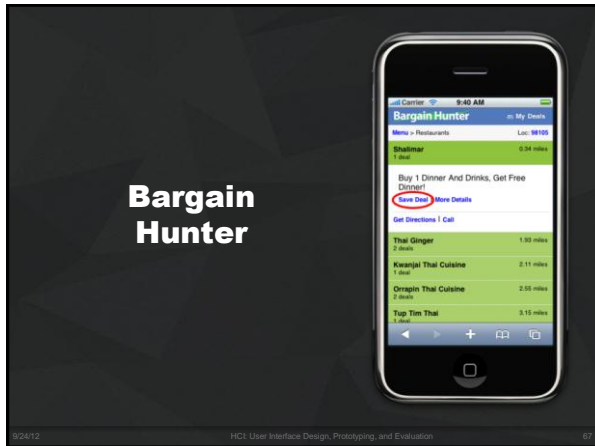 Bargain
Hunter
Carrier 9:40 AM
Bargain Hunter My Deals
Menu > Restaurants Loc: 98105
Shalimar 0.34 miles
1 deal
Buy 1 Dinner And Drinks, Get Free
Dinner!
Save Deal More Details
Get Directions | Call
Thai Ginger 1.93 miles
2 deals
Kwanjai Thai Cuisine 2.11 miles
1 deal
Orrapin Thai Cuisine 2.55 miles
2 deals
Tup Tim Thai 3.15 miles
1 deal
9/24/12 HCI: User Interface Design, Prototyping, and Evaluation 67